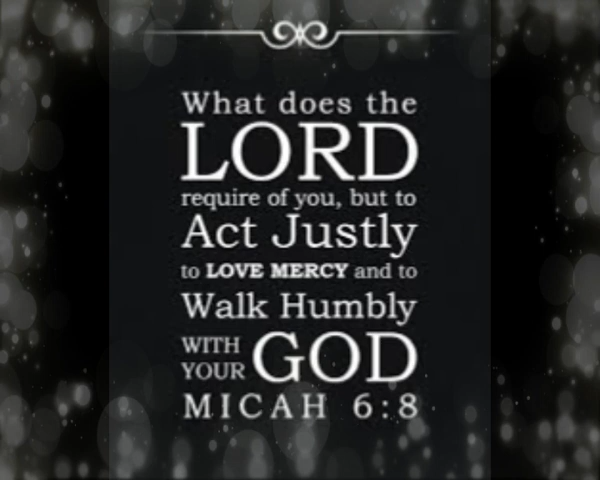 What does the
LORD
require of you, but to
Act Justly
to LOVE MERCY and to
Walk Humbly
WITH YOUR GOD
MICAH 6:8